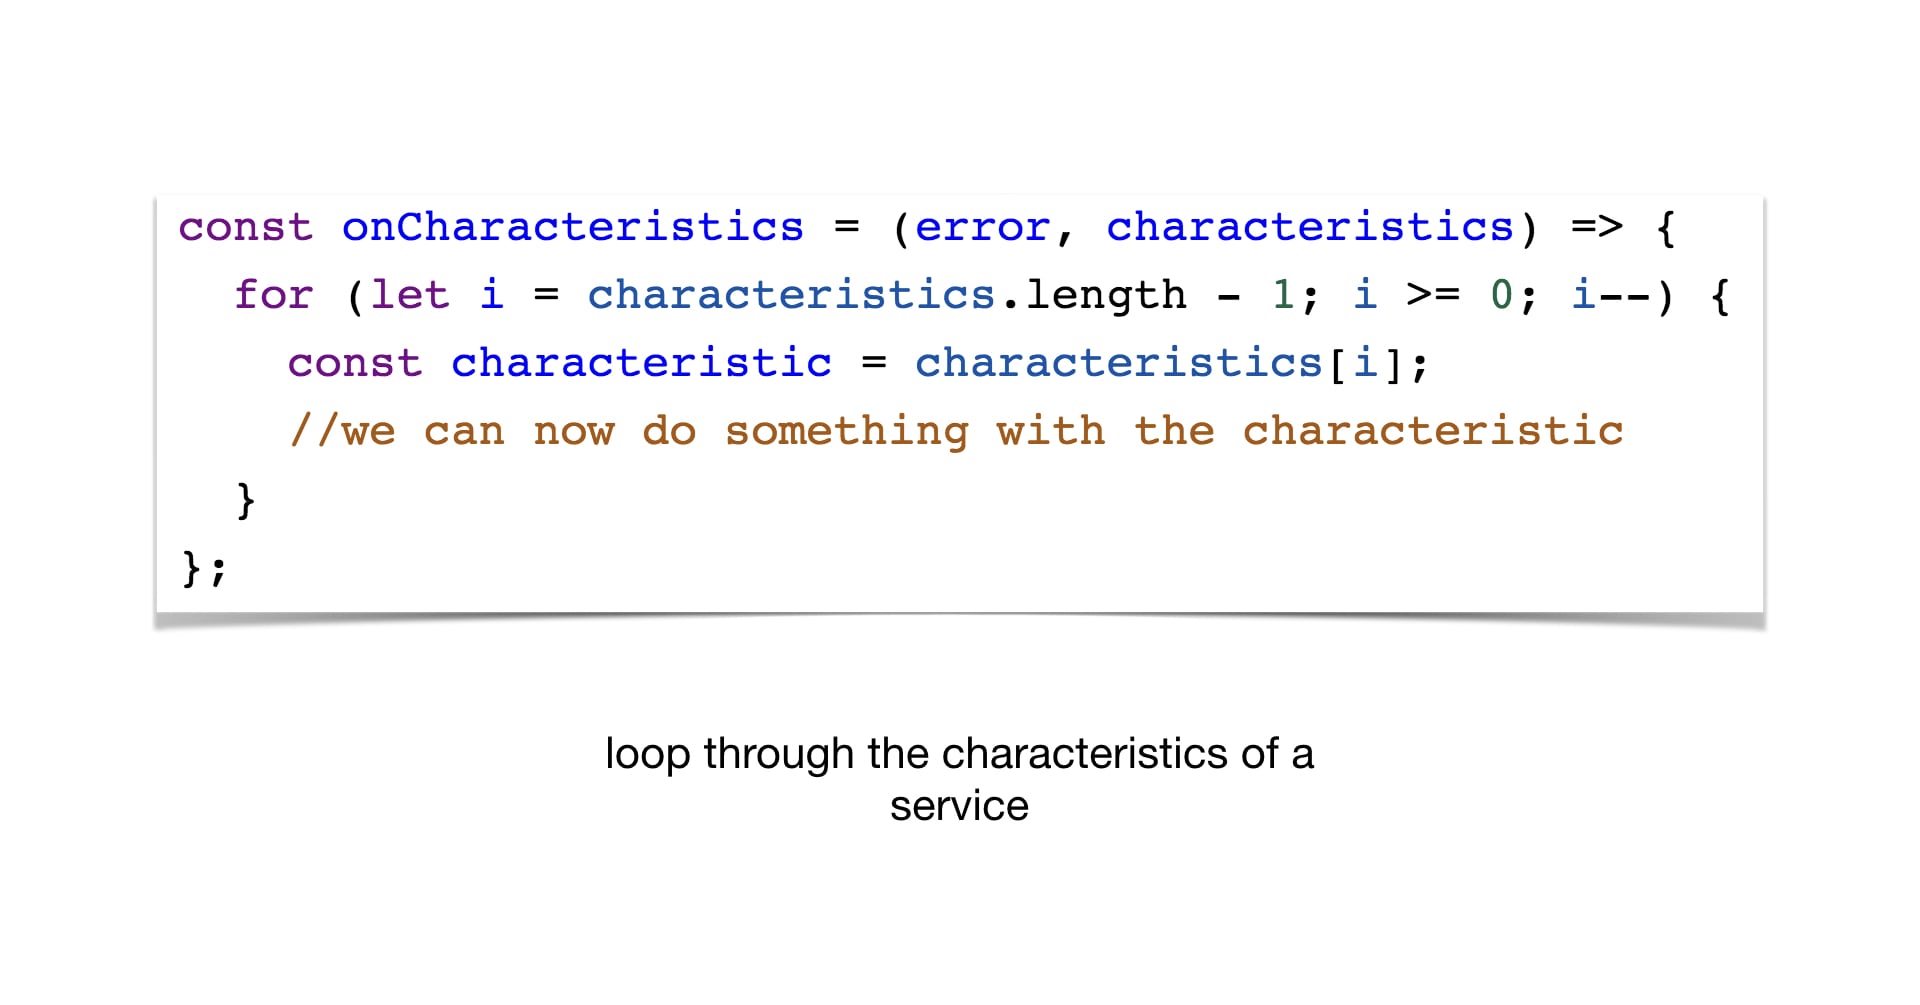 const onCharacteristics = (error, characteristics) => {
  for (let i = characteristics.length - 1; i >= 0; i--) {
    const characteristic = characteristics[i];
    //we can now do something with the characteristic
  }
};
loop through the characteristics of a
service